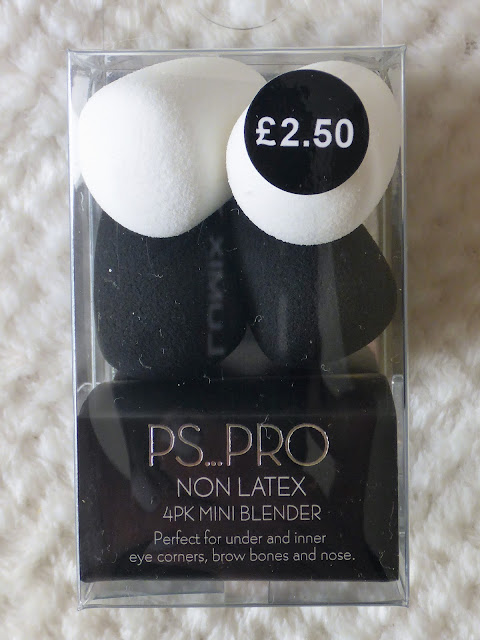 £2.50
PS...PRO
NON LATEX
4PK MINI BLENDER
Perfect for under and inner
eye corners, brow bones and nose.